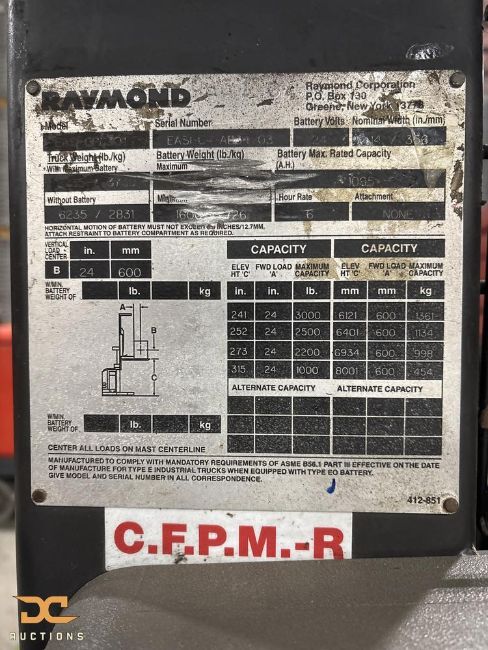 RAYMOND
Raymond Corporation
P.O. Box 130
Greene, New York
Model Serial Number Battery Volts Nominal Width (in./mm)
Truck Weight (lb./kg) Battery Weight (lb./kg) Battery Max. Rated Capacity
With Maximum Battery Maximum (A.H.)
Without Battery Hour Rate Attachment
6235 / 2831 6 NONE
HORIZONTAL MOTION OF BATTERY MUST NOT EXCEED 0.5 INCHES/12.7MM.
ATTACH RESTRAINT TO BATTERY COMPARTMENT AS REQUIRED.
VERTICAL LOAD CENTER in. mm
B 24 600
W/MIN. BATTERY WEIGHT OF lb. kg
A
B
C
W/MIN. BATTERY WEIGHT OF lb. kg
CENTER ALL LOADS ON MAST CENTERLINE
CAPACITY CAPACITY
ELEV HT 'C' FWD LOAD 'A' MAXIMUM CAPACITY ELEV HT 'C' FWD LOAD 'A' MAXIMUM CAPACITY
in. in. lb. mm mm kg
241 24 3000 6121 600 1361
252 24 2500 6401 600 1134
273 24 2200 6934 600 998
315 24 1000 8001 600 454
ALTERNATE CAPACITY ALTERNATE CAPACITY
MANUFACTURED TO COMPLY WITH MANDATORY REQUIREMENTS OF ASME B56.1 PART III EFFECTIVE ON THE DATE
OF MANUFACTURE FOR TYPE E INDUSTRIAL TRUCKS WHEN EQUIPPED WITH TYPE EO BATTERY.
GIVE MODEL AND SERIAL NUMBER IN ALL CORRESPONDENCE.
412-851
C.F.P.M.-R
DC
AUCTIONS